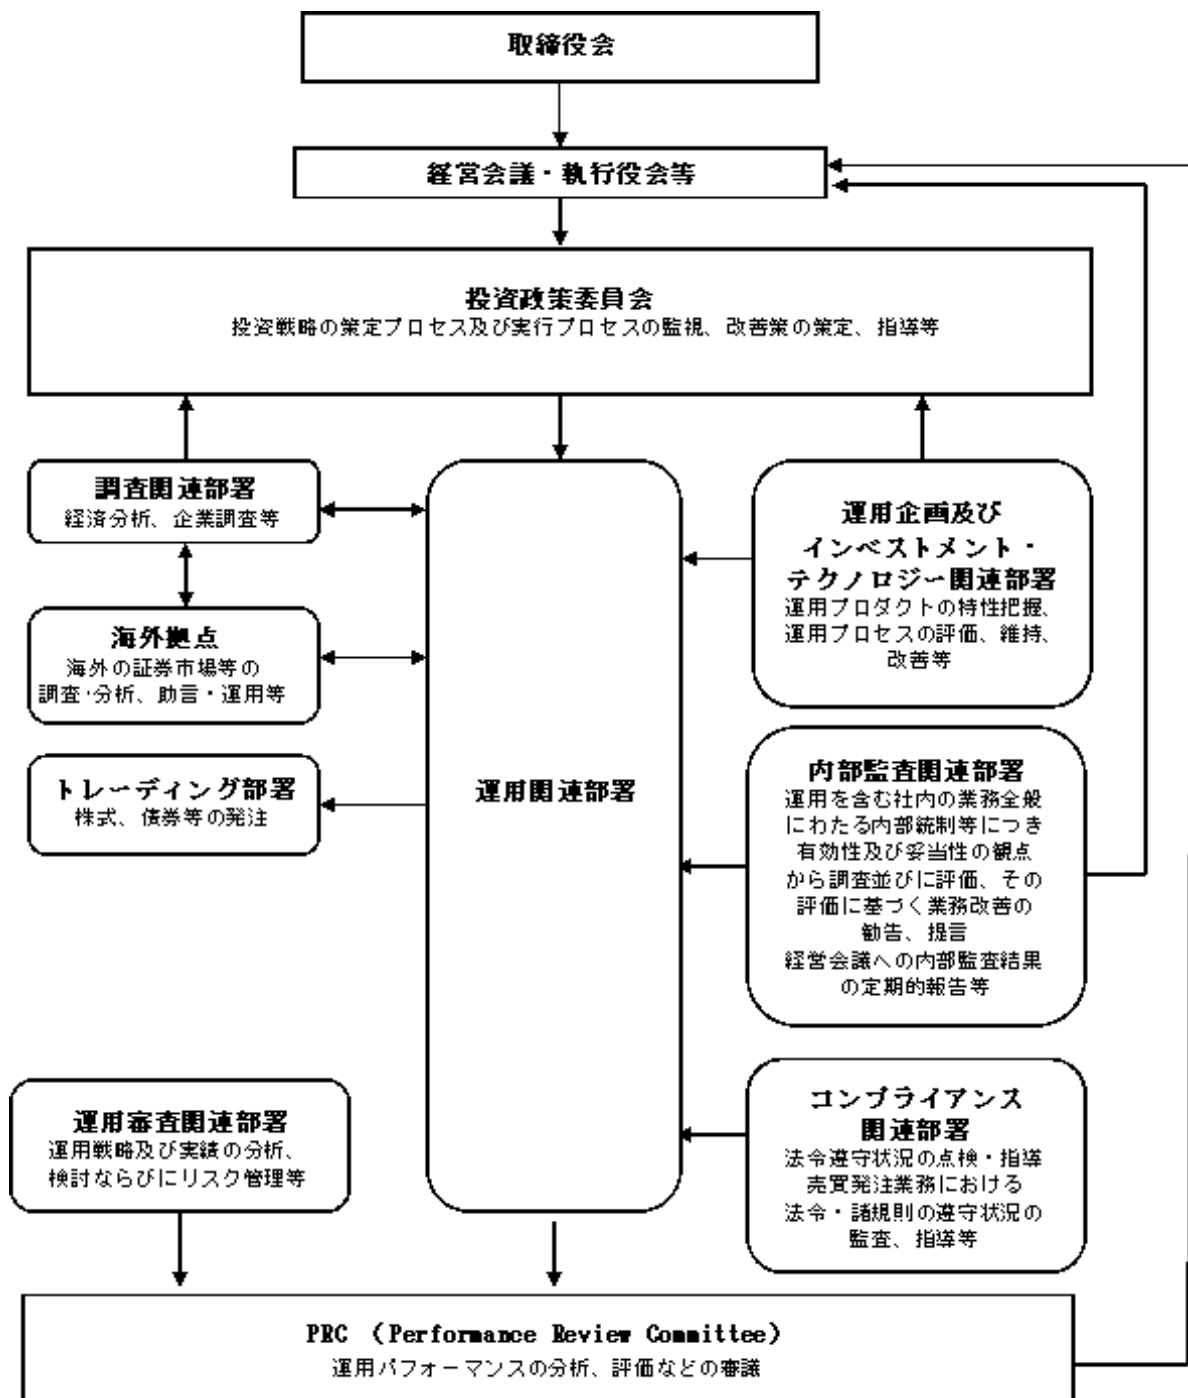 取締役会
経営会議・執行役会等
投資政策委員会
投資戦略の策定プロセス及び実行プロセスの監視、改善策の策定、指導等
調査関連部署
経済分析、企業調査等
海外拠点
海外の証券市場等の
調査・分析、助言・運用等
トレーディング部署
株式、債券等の発注
運用関連部署
運用企画及び
インベストメント・
テクノロジー関連部署
運用プロダクトの特性把握、
運用プロセスの評価、維持、
改善等
内部監査関連部署
運用を含む社内の業務全般
にわたる内部統制等につき
有効性及び妥当性の観点
から調査並びに評価、その
評価に基づく業務改善の
勧告、提言
経営会議への内部監査結果
の定期的報告等
運用審査関連部署
運用戦略及び実績の分析、
検討ならびにリスク管理等
コンプライアンス
関連部署
法令遵守状況の点検・指導
売買発注業務における
法令・諸規則の遵守状況の
監査、指導等
PRC （Performance Review Committee）
運用パフォーマンスの分析、評価などの審議